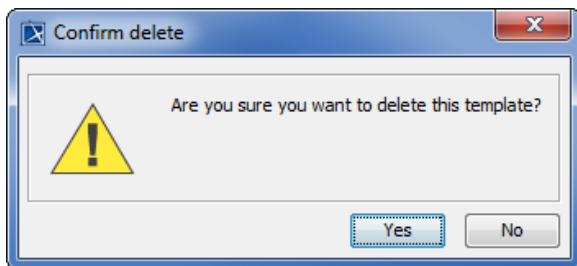 Confirm delete
Are you sure you want to delete this template?
Yes No